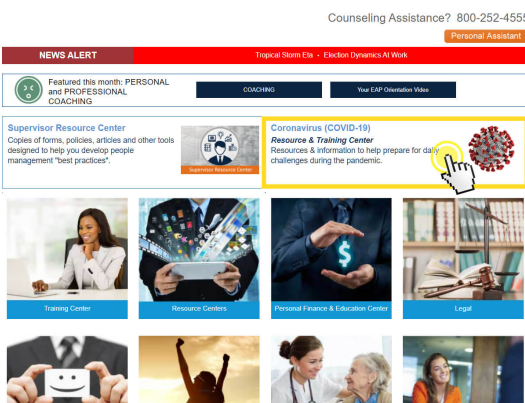 Counseling Assistance? 800-252-4555
Personal Assistant
NEWS ALERT
Tropical Storm Eta • Election Dynamics At Work
Featured this month: PERSONAL
and PROFESSIONAL
COACHING
COACHING
Your EAP Orientation Video
Supervisor Resource Center
Copies of forms, policies, articles and other tools
designed to help you develop people
management "best practices".
Supervisor Resource Center
Coronavirus (COVID-19)
Resource & Training Center
Resources & information to help prepare for daily
challenges during the pandemic.
Training Center
Resource Centers
Personal Finance & Education Center
Legal